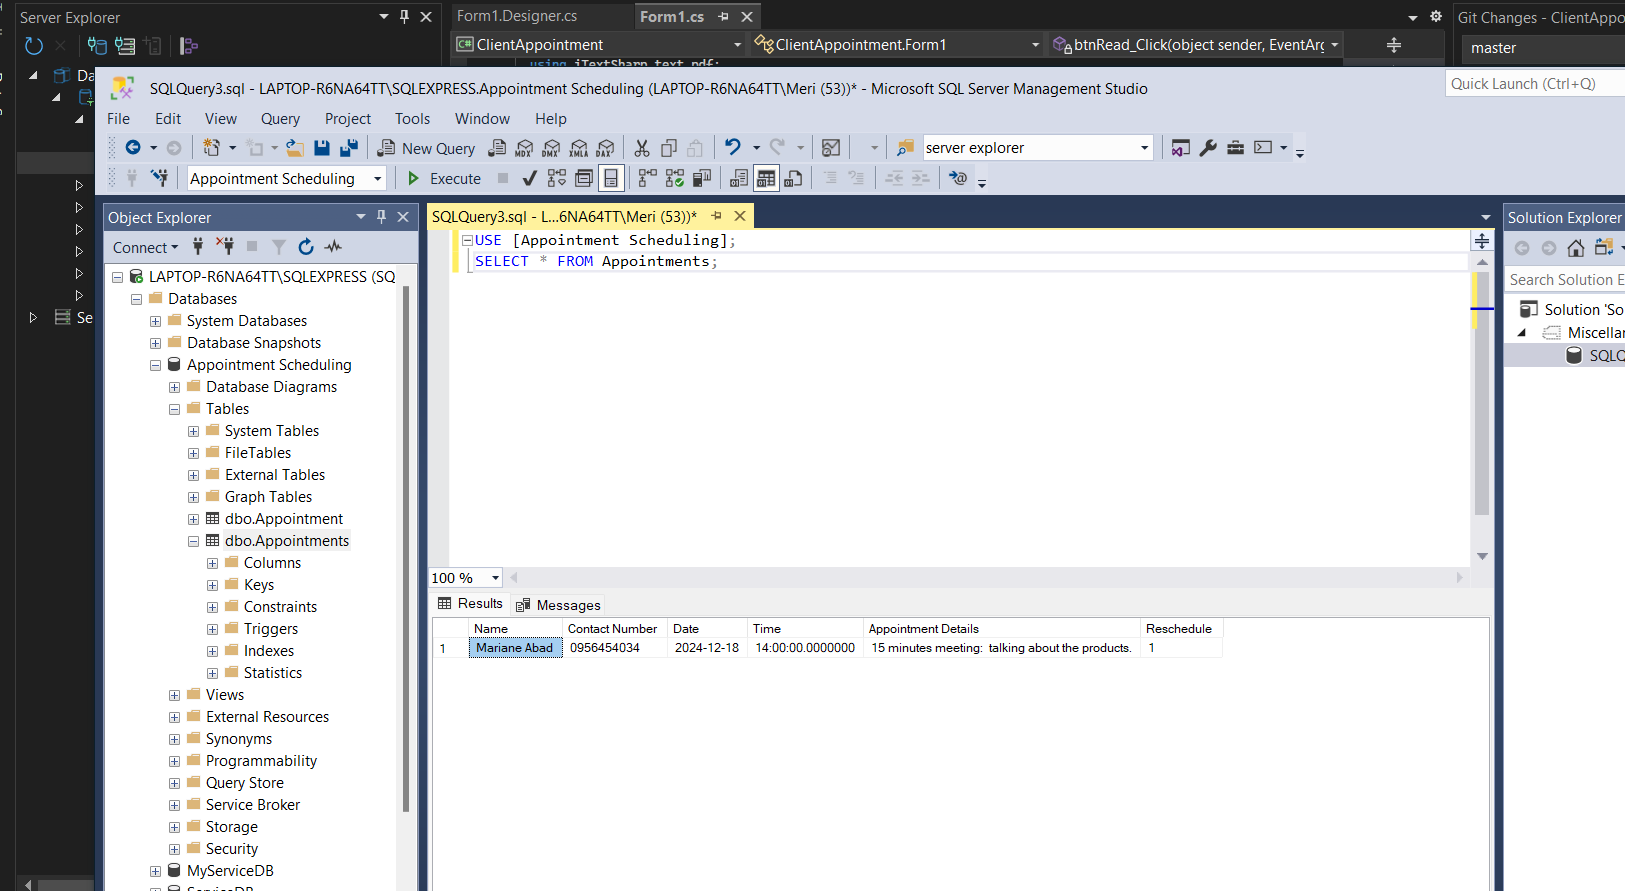 Server Explorer
Form1.Designer.cs
Form1.cs
Git Changes - ClientAppo
ClientAppointment
ClientAppointment.Form1
btnRead_Click(object sender, EventArg
master
using iTextSharp.text.pdf;
Da
Se
SQLQuery3.sql - LAPTOP-R6NA64TT\SQLEXPRESS.Appointment Scheduling (LAPTOP-R6NA64TT\Meri (53))* - Microsoft SQL Server Management Studio
Quick Launch (Ctrl+Q)
File Edit View Query Project Tools Window Help
New Query
MDX DMX XMLA DAX
server explorer
Appointment Scheduling
Execute
Object Explorer
Connect
LAPTOP-R6NA64TT\SQLEXPRESS (SQ
Databases
System Databases
Database Snapshots
Appointment Scheduling
Database Diagrams
Tables
System Tables
FileTables
External Tables
Graph Tables
dbo.Appointment
dbo.Appointments
Columns
Keys
Constraints
Triggers
Indexes
Statistics
Views
External Resources
Synonyms
Programmability
Query Store
Service Broker
Storage
Security
MyServiceDB
ServiceDB
SQLQuery3.sql - L...6NA64TT\Meri (53))*
USE [Appointment Scheduling];
SELECT * FROM Appointments;
100 %
Results Messages
Name Contact Number Date Time Appointment Details Reschedule
1 Mariane Abad 0956454034 2024-12-18 14:00:00.0000000 15 minutes meeting: talking about the products. 1
Solution Explorer
Search Solution E
Solution 'So
Miscellar
SQLQ